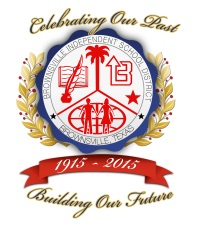 Celebrating Our Past
BROWNSVILLE INDEPENDENT SCHOOL DISTRICT
BROWNSVILLE, TEXAS
1915 - 2015
Building Our Future